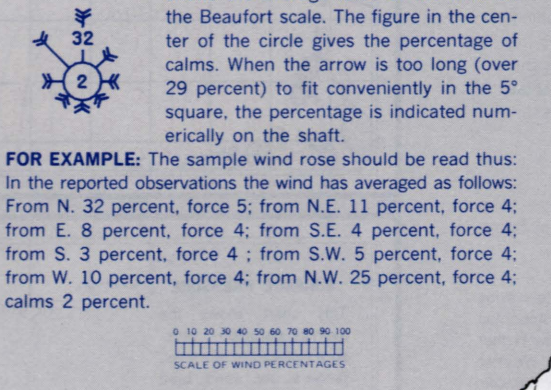 the Beaufort scale. The figure in the cen-
ter of the circle gives the percentage of
calms. When the arrow is too long (over
29 percent) to fit conveniently in the 5°
square, the percentage is indicated num-
erically on the shaft.
32
2
FOR EXAMPLE: The sample wind rose should be read thus:
In the reported observations the wind has averaged as follows:
From N. 32 percent, force 5; from N.E. 11 percent, force 4;
from E. 8 percent, force 4; from S.E. 4 percent, force 4;
from S. 3 percent, force 4 ; from S.W. 5 percent, force 4;
from W. 10 percent, force 4; from N.W. 25 percent, force 4;
calms 2 percent.
0 10 20 30 40 50 60 70 80 90 100
SCALE OF WIND PERCENTAGES